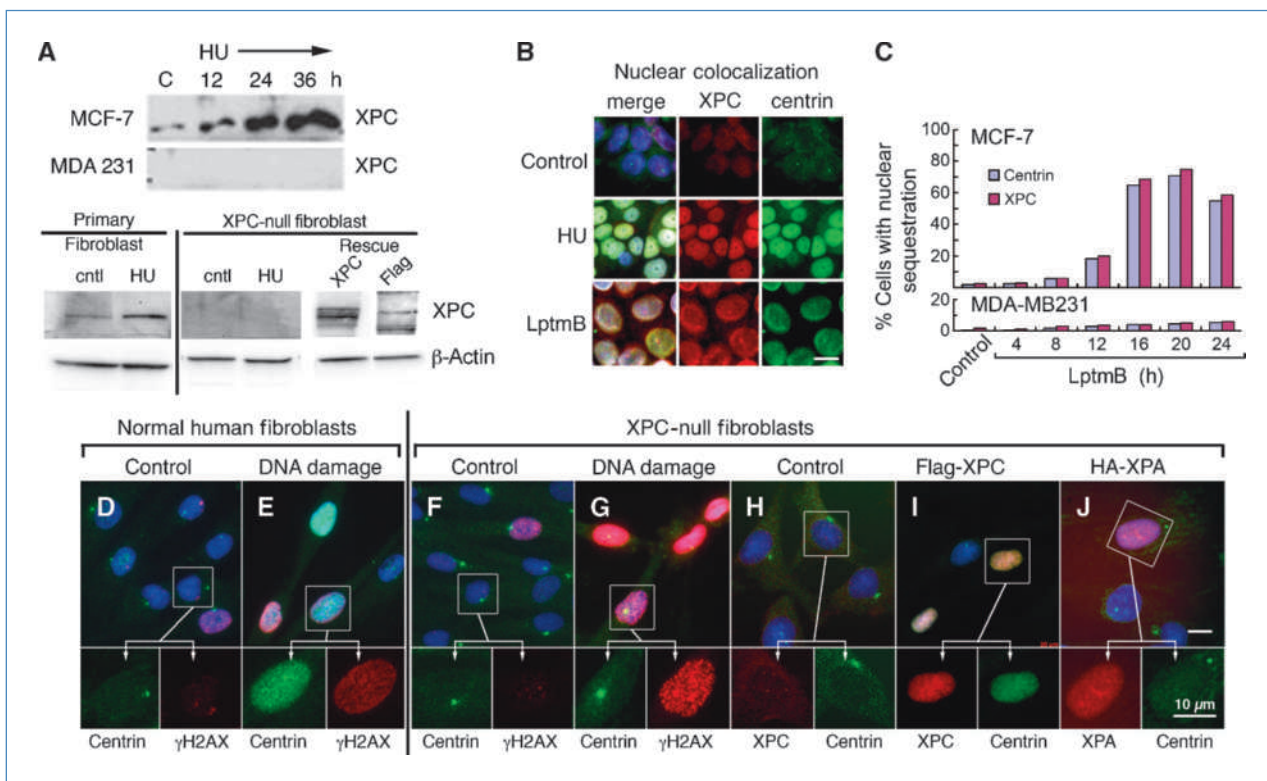 A
HU
C 12 24 36 h
MCF-7 XPC
MDA 231 XPC
Primary XPC-null fibroblast
Fibroblast Rescue
cntl HU cntl HU XPC Flag
XPC
β-Actin
B
Nuclear colocalization
merge XPC centrin
Control
HU
LptmB
C
% Cells with nuclear
sequestration
100
80
60
40
20
MCF-7
Centrin
XPC
20
0
MDA-MB231
Control 4 8 12 16 20 24
LptmB (h)
Normal human fibroblasts XPC-null fibroblasts
Control DNA damage Control DNA damage Control Flag-XPC HA-XPA
D E F G H I J
10 µm
Centrin γH2AX Centrin γH2AX Centrin γH2AX Centrin γH2AX XPC Centrin XPC Centrin XPA Centrin